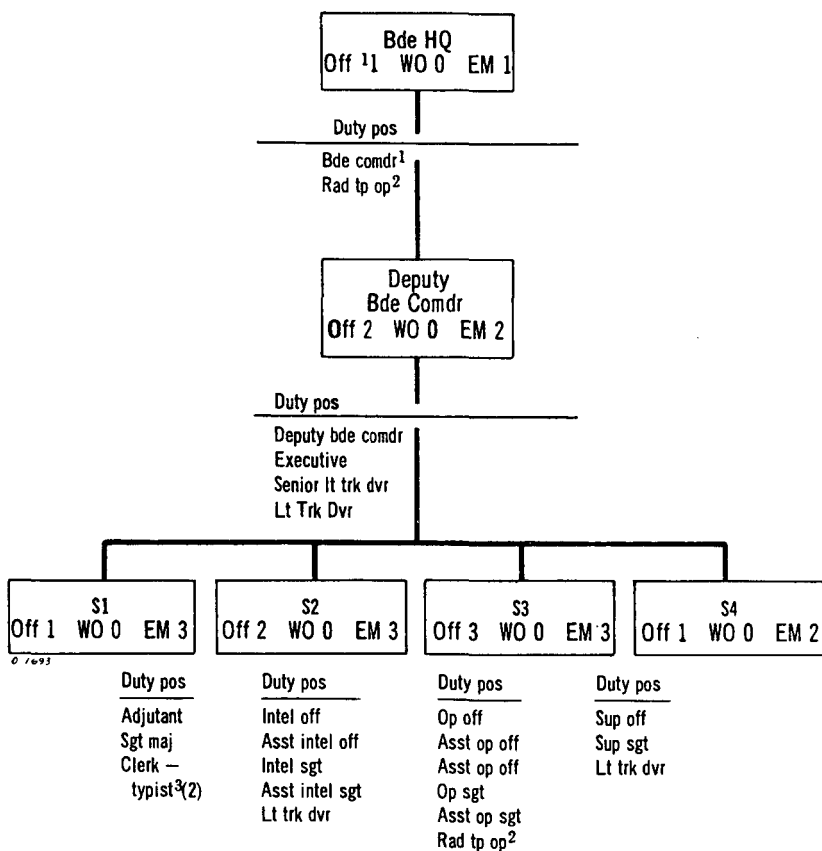 Bde HQ
Off ¹1 WO 0 EM 1
Duty pos
Bde comdr¹
Rad tp op²
Deputy
Bde Comdr
Off 2 WO 0 EM 2
Duty pos
Deputy bde comdr
Executive
Senior lt trk dvr
Lt Trk Dvr
S1
Off 1 WO 0 EM 3
S2
Off 2 WO 0 EM 3
S3
Off 3 WO 0 EM 3
S4
Off 1 WO 0 EM 2
0 1693
Duty pos
Adjutant
Sgt maj
Clerk —
typist³(2)
Duty pos
Intel off
Asst intel off
Intel sgt
Asst intel sgt
Lt trk dvr
Duty pos
Op off
Asst op off
Asst op off
Op sgt
Asst op sgt
Rad tp op²
Duty pos
Sup off
Sup sgt
Lt trk dvr